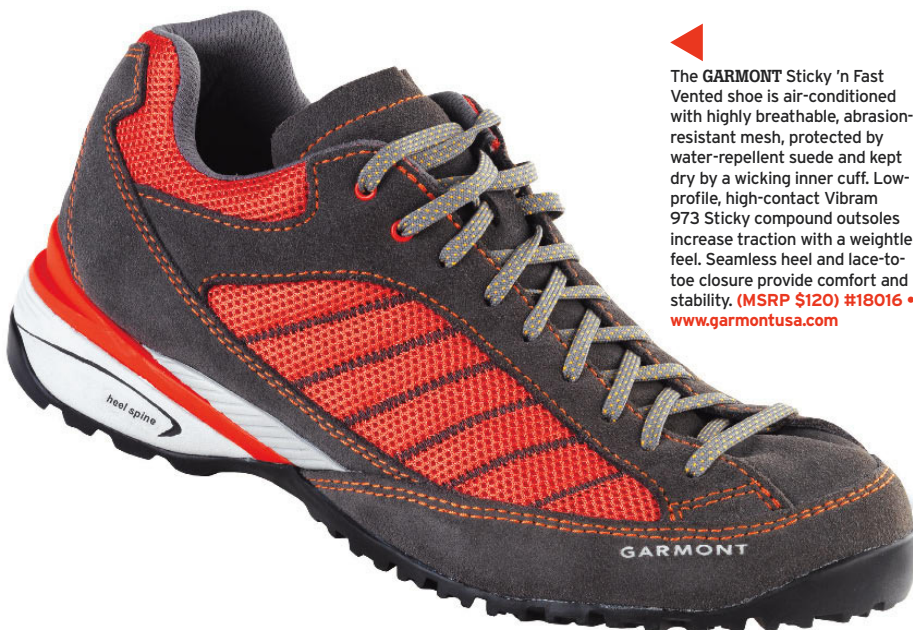 The GARMONT Sticky 'n Fast
Vented shoe is air-conditioned
with highly breathable, abrasion-
resistant mesh, protected by
water-repellent suede and kept
dry by a wicking inner cuff. Low-
profile, high-contact Vibram
973 Sticky compound outsoles
increase traction with a weightle
feel. Seamless heel and lace-to-
toe closure provide comfort and
stability. (MSRP $120) #18016 •
www.garmontusa.com
heel spine
GARMONT